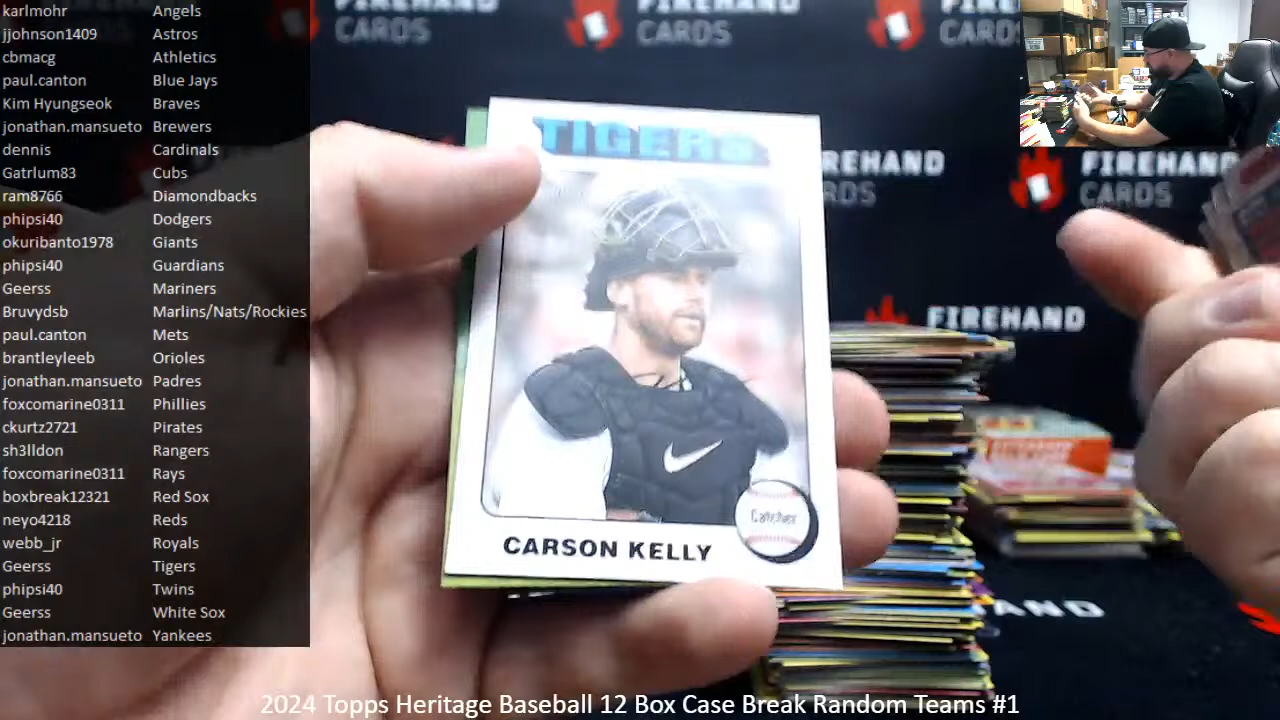 karlmohr Angels
jjohnson1409 Astros
cbmacg Athletics
paul.canton Blue Jays
Kim Hyungseok Braves
jonathan.mansueto Brewers
dennis Cardinals
Gatrlum83 Cubs
ram8766 Diamondbacks
phipsi40 Dodgers
okuribanto1978 Giants
phipsi40 Guardians
Geerss Mariners
Bruvydsb Marlins/Nats/Rockies
paul.canton Mets
brantleyleeb Orioles
jonathan.mansueto Padres
foxcomarine0311 Phillies
ckurtz2721 Pirates
sh3lldon Rangers
foxcomarine0311 Rays
boxbreak12321 Red Sox
neyo4218 Reds
webb_jr Royals
Geerss Tigers
phipsi40 Twins
Geerss White Sox
jonathan.mansueto Yankees
FIREHAND
CARDS
FIREHAND
CARDS
FIRE
CARDS
TIGERS
Catcher
CARSON KELLY
REHAND
RDS
FIREHAND
CARDS
FIREHAND
AND
2024 Topps Heritage Baseball 12 Box Case Break Random Teams #1